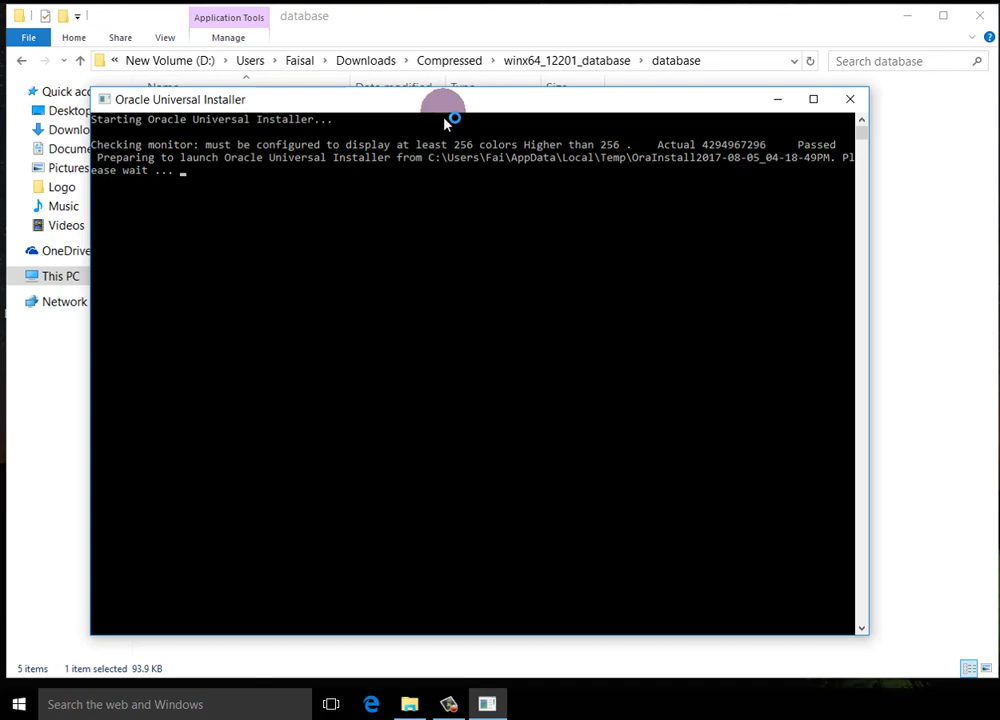 Application Tools
database
File
Home
Share
View
Manage
« New Volume (D:) › Users › Faisal › Downloads › Compressed › winx64_12201_database › database
Search database
Quick acc
Name
Date modified
Type
Size
Desktop
Downlo
Docume
Pictures
Logo
Music
Videos
OneDrive
This PC
Network
Oracle Universal Installer
Starting Oracle Universal Installer...
Checking monitor: must be configured to display at least 256 colors Higher than 256 . Actual 4294967296 Passed
Preparing to launch Oracle Universal Installer from C:\Users\Fai\AppData\Local\Temp\OraInstall2017-08-05_04-18-49PM. Pl
ease wait ...
5 items
1 item selected 93.9 KB
Search the web and Windows